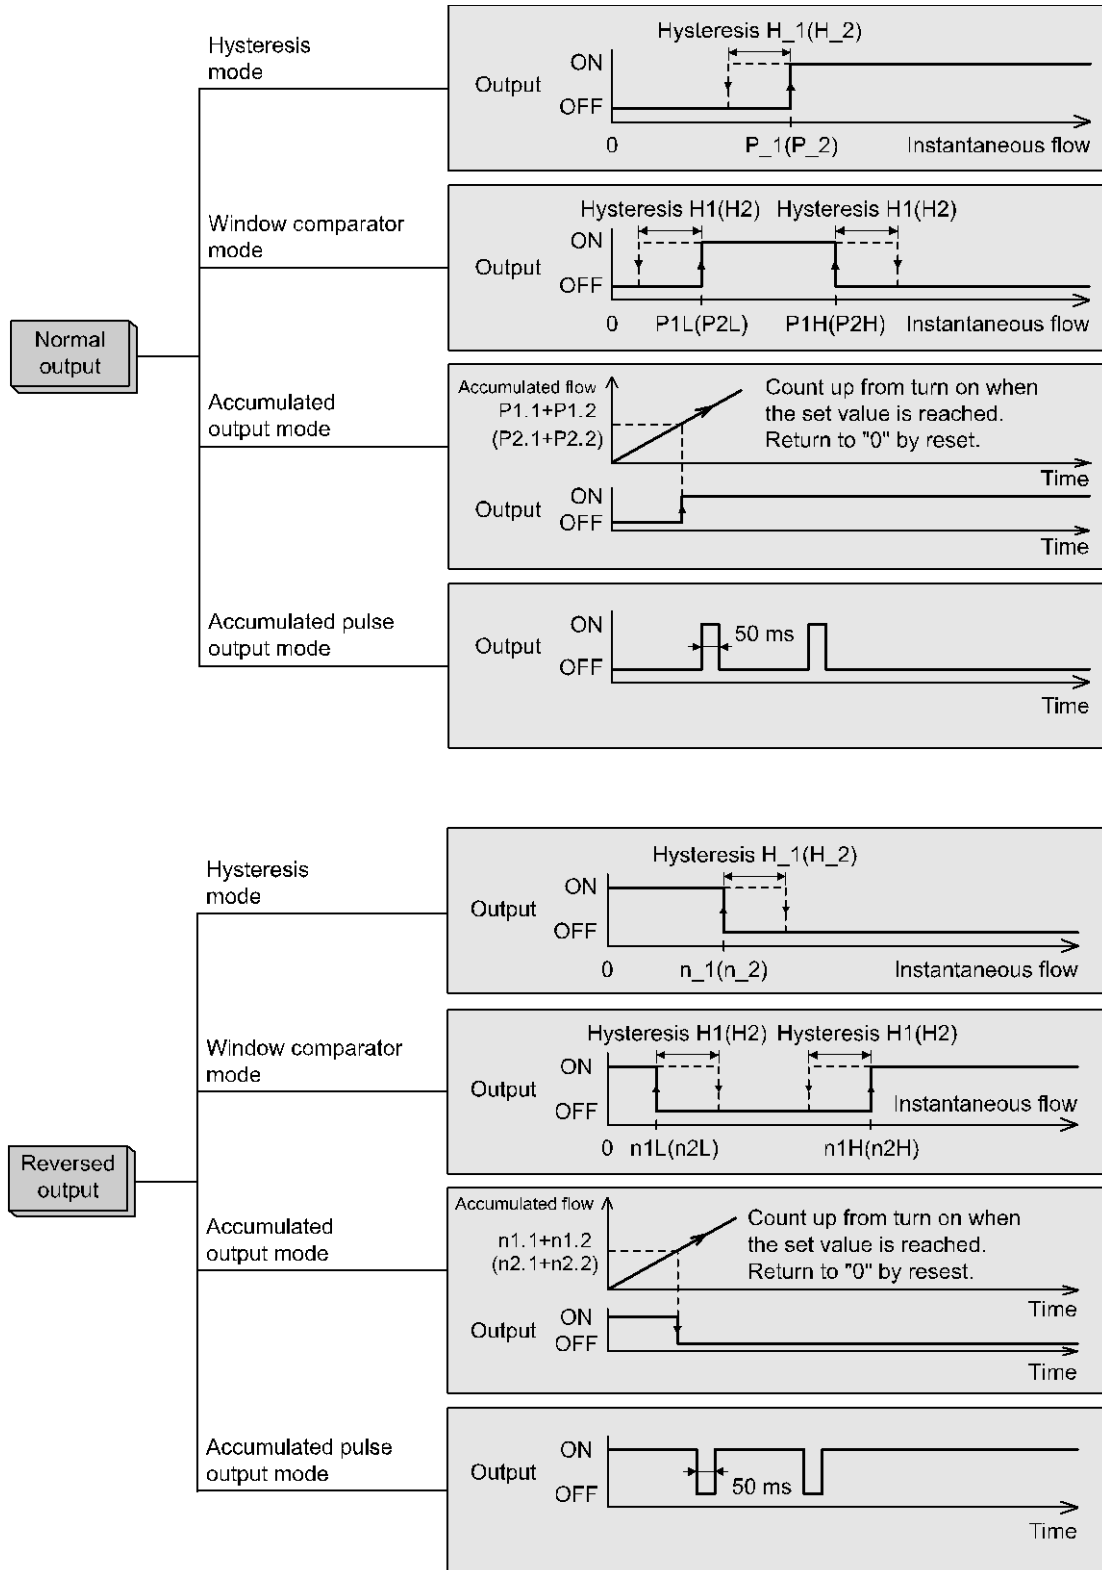 Hysteresis
mode
Hysteresis H_1(H_2)
ON
Output
OFF
0
P_1(P_2)
Instantaneous flow
Window comparator
mode
Hysteresis H1(H2)
Hysteresis H1(H2)
ON
Output
OFF
0
P1L(P2L)
P1H(P2H)
Instantaneous flow
Normal
output
Accumulated
output mode
Accumulated flow
P1.1+P1.2
(P2.1+P2.2)
Count up from turn on when
the set value is reached.
Return to "0" by reset.
Time
ON
Output
OFF
Time
Accumulated pulse
output mode
ON
Output
OFF
50 ms
Time
Hysteresis
mode
Hysteresis H_1(H_2)
ON
Output
OFF
0
n_1(n_2)
Instantaneous flow
Window comparator
mode
Hysteresis H1(H2)
Hysteresis H1(H2)
ON
Output
OFF
Instantaneous flow
0
n1L(n2L)
n1H(n2H)
Reversed
output
Accumulated
output mode
Accumulated flow
n1.1+n1.2
(n2.1+n2.2)
Count up from turn on when
the set value is reached.
Return to "0" by resest.
Time
ON
Output
OFF
Time
Accumulated pulse
output mode
ON
Output
OFF
50 ms
Time